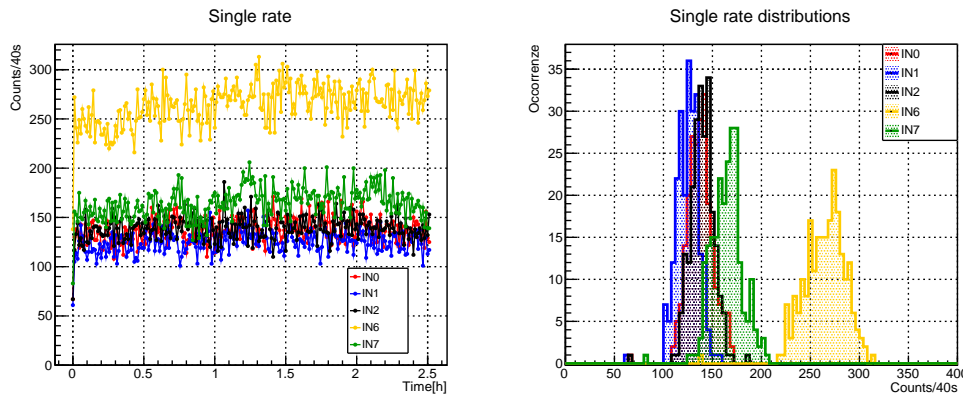 Single rate
Counts/40s
300
250
200
150
100
50
0
0 0.5 1 1.5 2 2.5
Time[h]
IN0
IN1
IN2
IN6
IN7
Single rate distributions
Occorrenze
35
30
25
20
15
10
5
0
0 50 100 150 200 250 300 350 400
Counts/40s
IN0
IN1
IN2
IN6
IN7